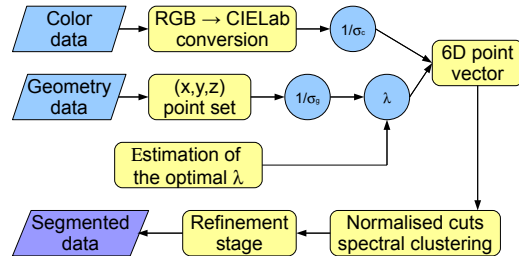 Color
data
RGB → CIELab
conversion
1/σc
6D point
vector
Geometry
data
(x,y,z)
point set
1/σg
λ
Estimation of
the optimal λ
Segmented
data
Refinement
stage
Normalised cuts
spectral clustering